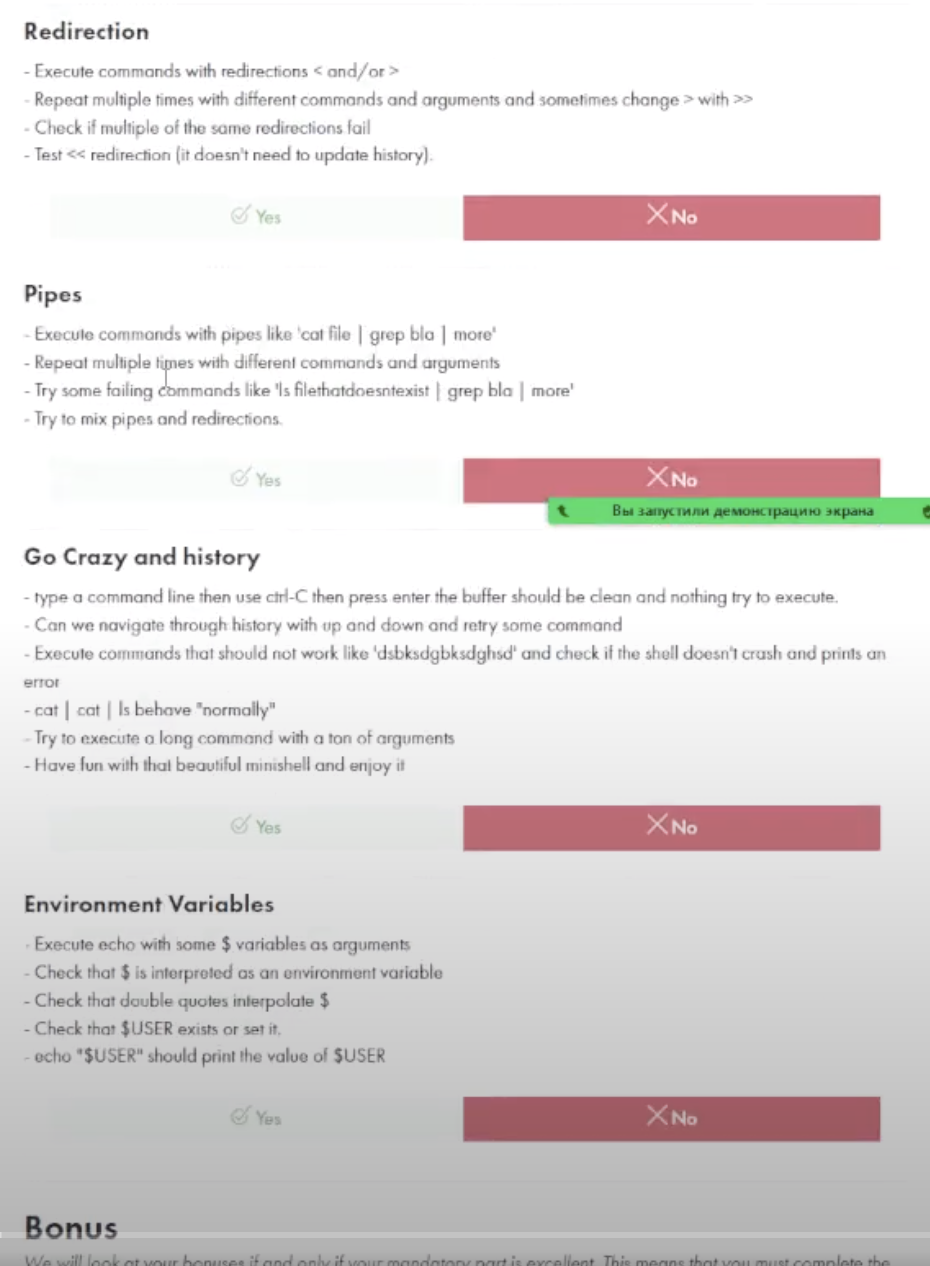 Redirection
- Execute commands with redirections < and/or >
- Repeat multiple times with different commands and arguments and sometimes change > with >>
- Check if multiple of the same redirections fail
- Test << redirection (it doesn't need to update history).
Yes
No
Pipes
- Execute commands with pipes like 'cat file | grep bla | more'
- Repeat multiple times with different commands and arguments
- Try some failing commands like 'ls filethatdoesntexist | grep bla | more'
- Try to mix pipes and redirections.
Yes
No
Вы запустили демонстрацию экрана
Go Crazy and history
- type a command line then use ctrl-C then press enter the buffer should be clean and nothing try to execute.
- Can we navigate through history with up and down and retry some command
- Execute commands that should not work like 'dsbksdgbksdghsd' and check if the shell doesn't crash and prints an
error
- cat | cat | ls behave "normally"
- Try to execute a long command with a ton of arguments
- Have fun with that beautiful minishell and enjoy it
Yes
No
Environment Variables
- Execute echo with some $ variables as arguments
- Check that $ is interpreted as an environment variable
- Check that double quotes interpolate $
- Check that $USER exists or set it.
- echo "$USER" should print the value of $USER
Yes
No
Bonus
We will look at your bonuses if and only if your mandatory part is excellent. This means that you must complete the